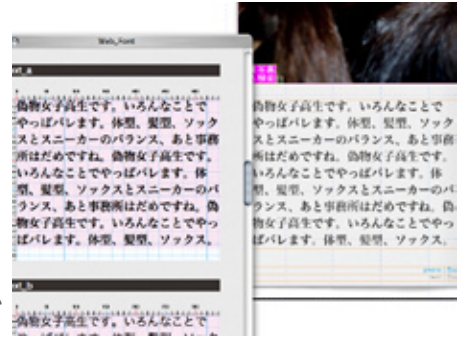 Web_Font
ext_a
偽物女子高生です。いろんなことで
やっぱバレます。体型、髪型、ソック
スとスニーカーのバランス、あと事務
所はだめですね。偽物女子高生です。
いろんなことでやっぱバレます。体
型、髪型、ソックスとスニーカーのバ
ランス、あと事務所はだめですね。偽
物女子高生です。いろんなことでやっ
ぱバレます。体型、髪型、ソックス。
ext_b
偽物女子高生です。いろんなことで
偽物女子高生です。いろんなことで
やっぱバレます。体型、髪型、ソック
スとスニーカーのバランス、あと事務
所はだめですね。偽物女子高生です。
いろんなことでやっぱバレます。体
型、髪型、ソックスとスニーカーのバ
ランス、あと事務所はだめですね。偽
物女子高生です。いろんなことでやっ
ぱバレます。体型、髪型、ソックス。